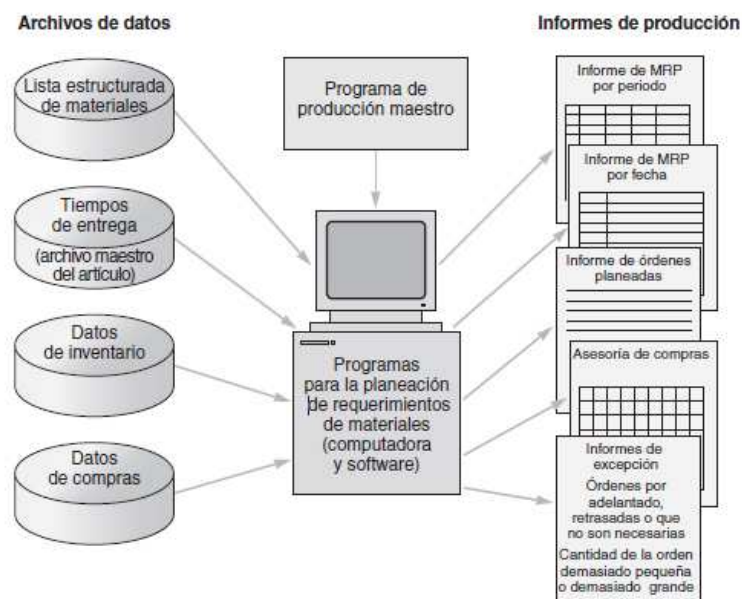 Archivos de datos
Informes de producción
Lista estructurada
de materiales
Tiempos
de entrega
(archivo maestro
del artículo)
Datos
de inventario
Datos
de compras
Programa de
producción maestro
Programas
para la planeación
de requerimientos
de materiales
(computadora
y software)
Informe de MRP
por periodo
Informe de MRP
por fecha
Informe de órdenes
planeadas
Asesoría de compras
Informes de
excepción
Órdenes por
adelantado,
retrasadas o que
no son necesarias
Cantidad de la orden
demasiado pequeña
o demasiado grande